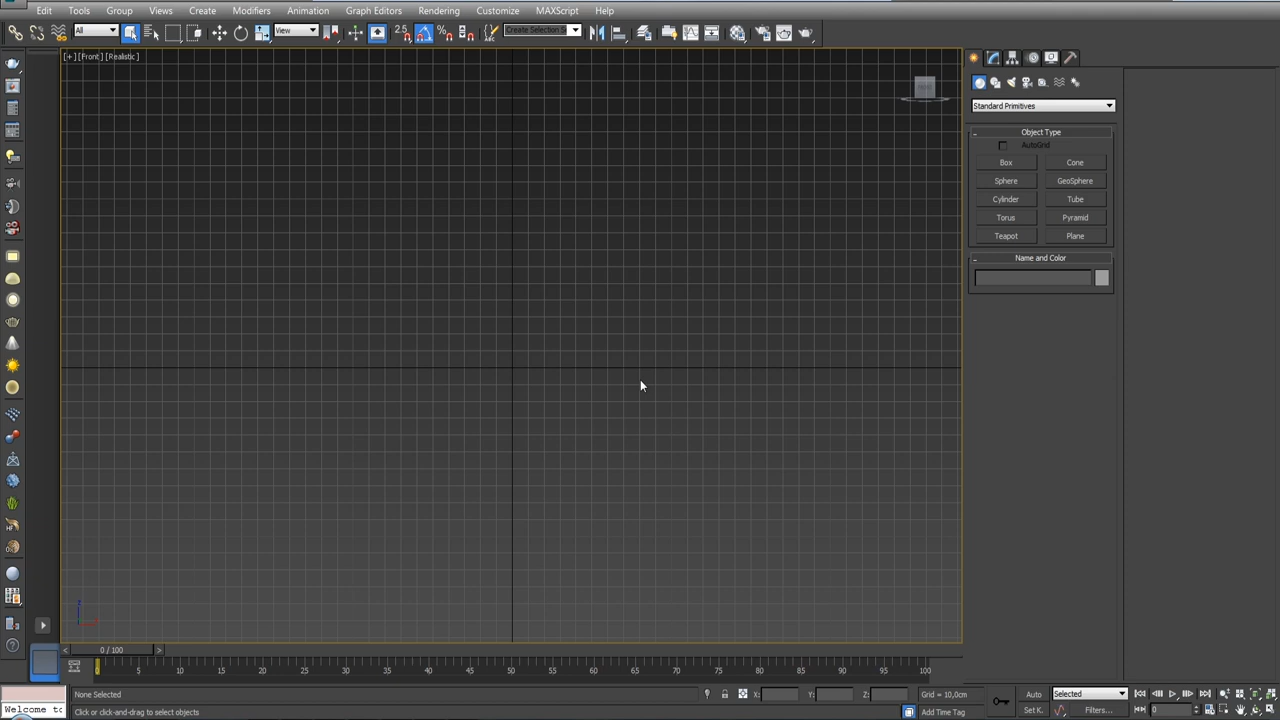 Edit Tools Group Views Create Modifiers Animation Graph Editors Rendering Customize MAXScript Help
All View 2.5 Create Selection S
[+] [Front] [Realistic]
Standard Primitives
Object Type
AutoGrid
Box Cone
Sphere GeoSphere
Cylinder Tube
Torus Pyramid
Teapot Plane
Name and Color
0 / 100
0 5 10 15 20 25 30 35 40 45 50 55 60 65 70 75 80 85 90 95 100
None Selected X: Y: Z: Grid = 10,0cm Auto Selected
Welcome to Click or click-and-drag to select objects Add Time Tag Set K. Filters... 0